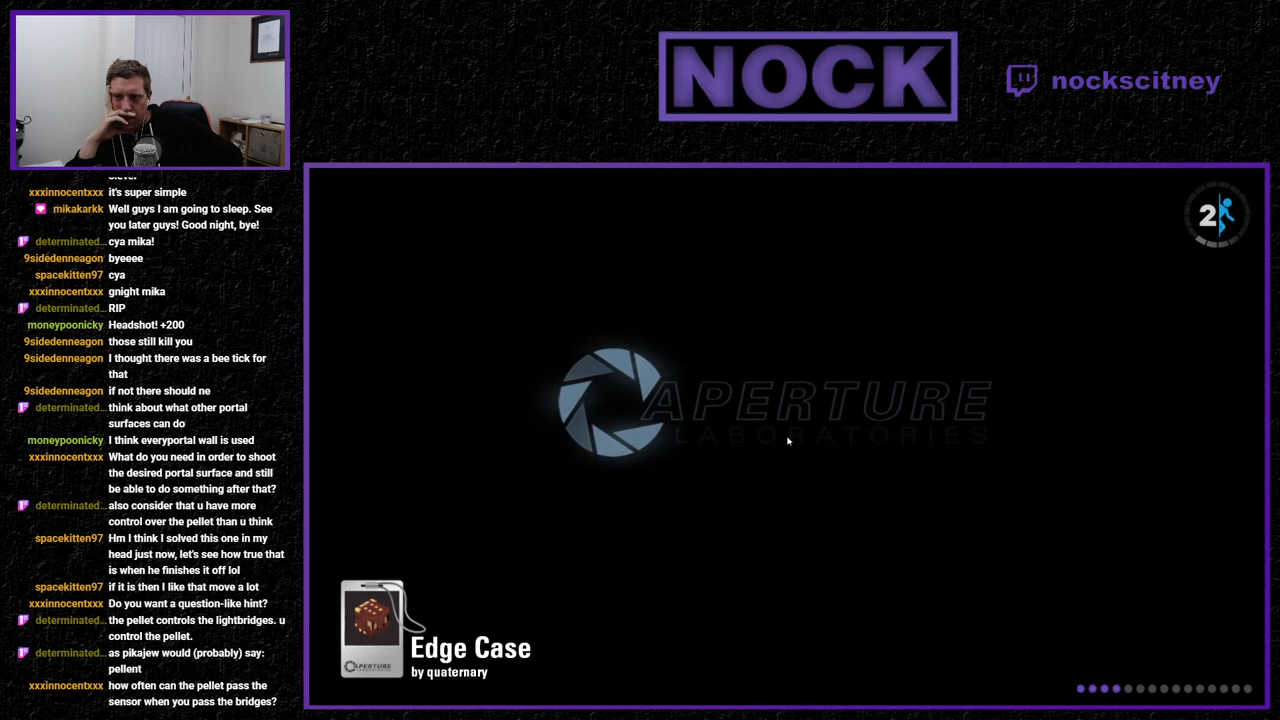 NOCK
nockscitney
xxxinnocentxxx it's super simple
mikakarkk Well guys I am going to sleep. See
you later guys! Good night, bye!
determinated... cya mika!
9sidedenneagon byeeee
spacekitten97 cya
xxxinnocentxxx gnight mika
determinated... RIP
moneypoonicky Headshot! +200
9sidedenneagon those still kill you
9sidedenneagon I thought there was a bee tick for
that
9sidedenneagon if not there should ne
determinated... think about what other portal
surfaces can do
moneypoonicky I think everyportal wall is used
xxxinnocentxxx What do you need in order to shoot
the desired portal surface and still
be able to do something after that?
determinated... also consider that u have more
control over the pellet than u think
spacekitten97 Hm I think I solved this one in my
head just now, let's see how true that
is when he finishes it off lol
spacekitten97 if it is then I like that move a lot
xxxinnocentxxx Do you want a question-like hint?
determinated... the pellet controls the lightbridges. u
control the pellet.
determinated... as pikajew would (probably) say:
pellent
xxxinnocentxxx how often can the pellet pass the
sensor when you pass the bridges?
2
APERTURE
LABORATORIES
APERTURE
Edge Case
by quaternary